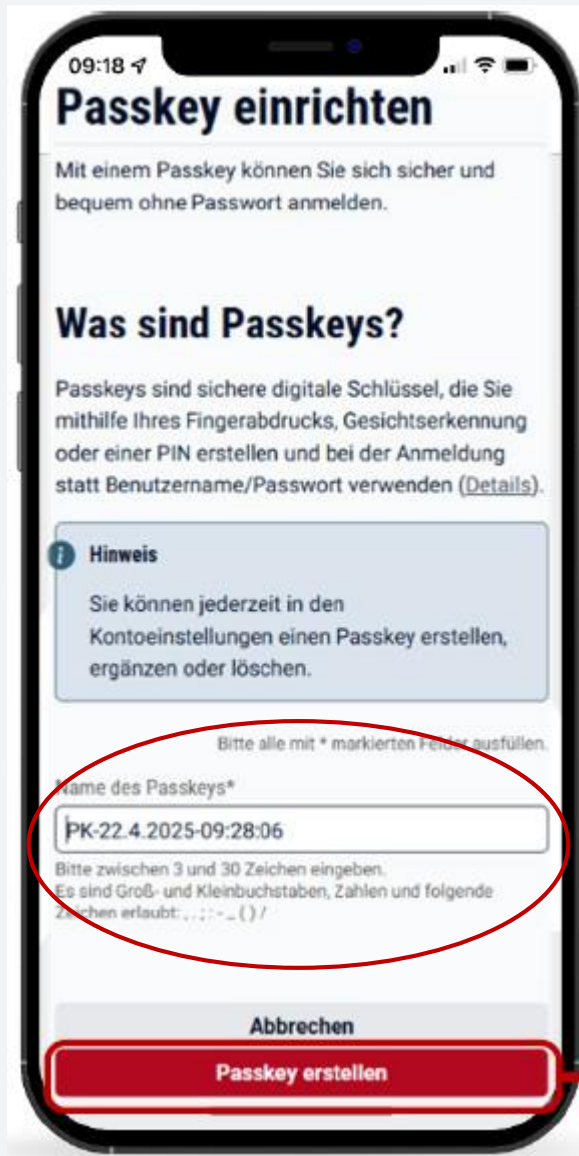 09:18
Passkey einrichten
Mit einem Passkey können Sie sich sicher und
bequem ohne Passwort anmelden.
Was sind Passkeys?
Passkeys sind sichere digitale Schlüssel, die Sie
mithilfe Ihres Fingerabdrucks, Gesichtserkennung
oder einer PIN erstellen und bei der Anmeldung
statt Benutzername/Passwort verwenden (Details).
Hinweis
Sie können jederzeit in den
Kontoeinstellungen einen Passkey erstellen,
ergänzen oder löschen.
Bitte alle mit * markierten Felder ausfüllen.
Name des Passkeys*
PK-22.4.2025-09:28:06
Bitte zwischen 3 und 30 Zeichen eingeben.
Es sind Groß- und Kleinbuchstaben, Zahlen und folgende
Zeichen erlaubt: , . ; : - _ ( ) /
Abbrechen
Passkey erstellen